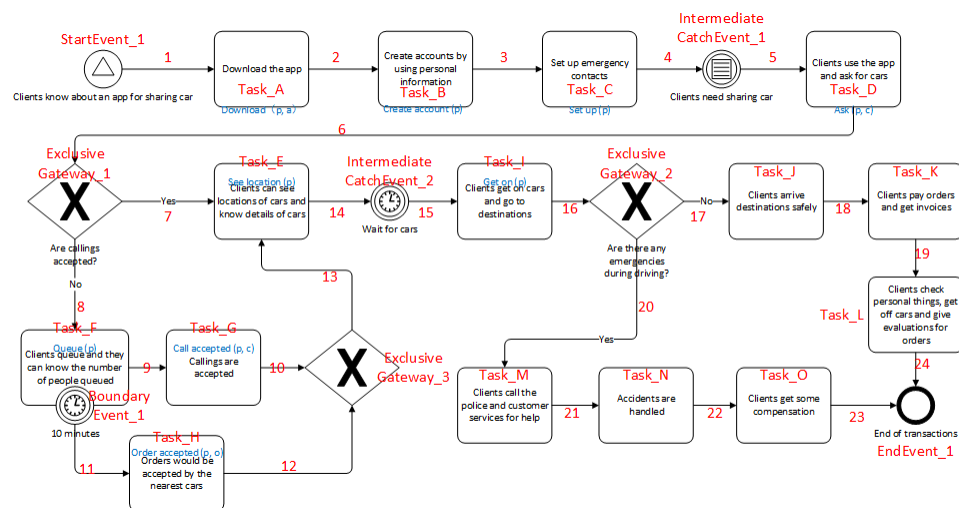 StartEvent_1
1
Clients know about an app for sharing car
Download the app
Task_A
Download（p, a)
2
Create accounts by
using personal
information
Task_B
Create account (p)
3
Set up emergency
contacts
Task_C
Set up (p)
4
Intermediate
CatchEvent_1
Clients need sharing car
5
Clients use the app
and ask for cars
Task_D
Ask (p, c)
6
Exclusive
Gateway_1
Are callings
accepted?
Yes
7
No
8
Task_E
See location (p)
Clients can see
locations of cars and
know details of cars
14
Intermediate
CatchEvent_2
Wait for cars
15
Task_I
Get on (p)
Clients get on cars
and go to
destinations
16
Exclusive
Gateway_2
Are there any
emergencies
during driving?
No
17
Task_J
Clients arrive
destinations safely
18
Task_K
Clients pay orders
and get invoices
19
Task_L
Clients check
personal things, get
off cars and give
evaluations for
orders
24
20
Yes
13
Task_F
Queue (p)
Clients queue and they
can know the number
of people queued
Boundary
Event_1
10 minutes
9
Task_G
Call accepted (p, c)
Callings are
accepted
10
Exclusive
Gateway_3
11
Task_H
Order accepted (p, o)
Orders would be
accepted by the
nearest cars
12
Task_M
Clients call the
police and customer
services for help
21
Task_N
Accidents are
handled
22
Task_O
Clients get some
compensation
23
End of transactions
EndEvent_1